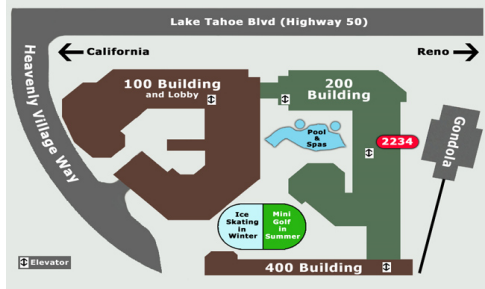 Lake Tahoe Blvd (Highway 50)
California
Reno
Heavenly Village Way
100 Building
and Lobby
200
Building
Pool
&
Spas
2234
Gondola
Ice
Skating
in
Winter
Mini
Golf
in
Summer
Elevator
400 Building